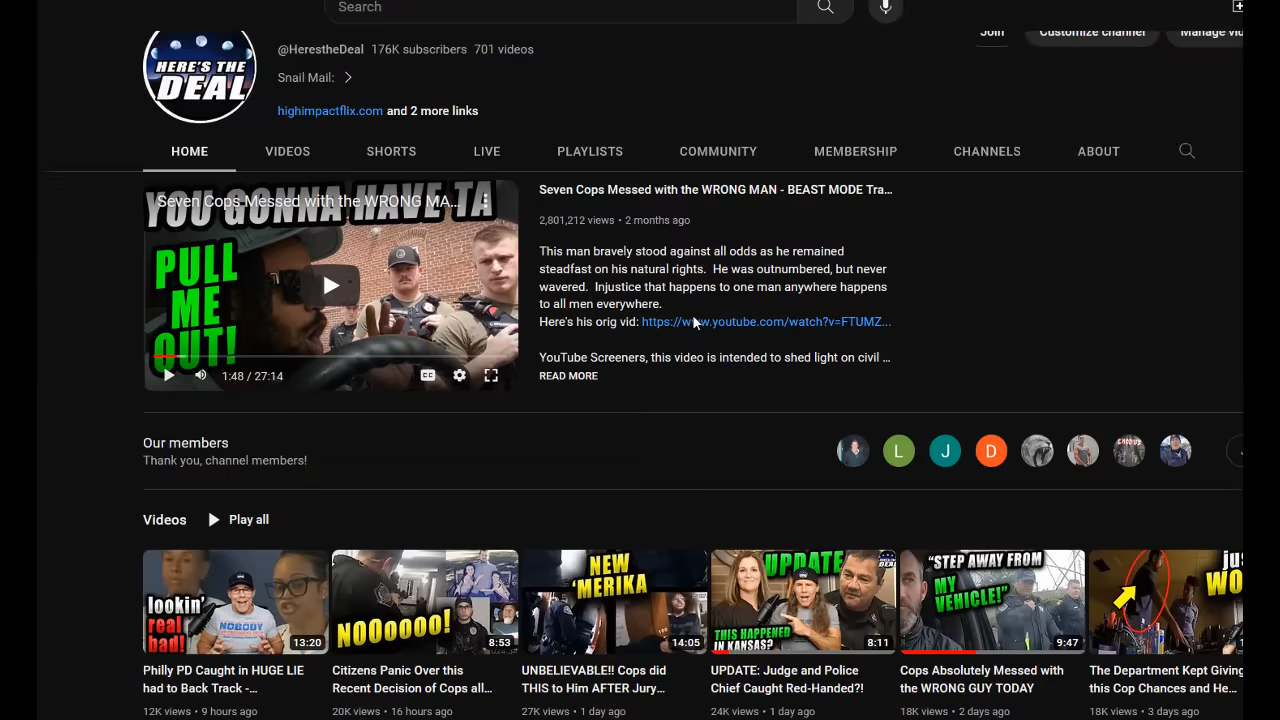 Search
@HerestheDeal 176K subscribers 701 videos
Join
Customize channel
HERE'S THE
DEAL
Snail Mail:
highimpactflix.com and 2 more links
HOME VIDEOS SHORTS LIVE PLAYLISTS COMMUNITY MEMBERSHIP CHANNELS ABOUT
YOU GONNA HAVE TA
Seven Cops Messed with the WRONG MA...
PULL
ME
OUT!
1:48 / 27:14
CC
Seven Cops Messed with the WRONG MAN - BEAST MODE Tra...
2,801,212 views • 2 months ago
This man bravely stood against all odds as he remained
steadfast on his natural rights. He was outnumbered, but never
wavered. Injustice that happens to one man anywhere happens
to all men everywhere.
Here's his orig vid: https://www.youtube.com/watch?v=FTUMZ...
YouTube Screeners, this video is intended to shed light on civil ...
READ MORE
Our members
Thank you, channel members!
L
J
D
Videos Play all
lookin'
real
bad!
NOBODY
13:20
NOOoooo!
8:53
NEW
'MERIKA
14:05
UPDATE
THIS HAPPENED
IN KANSAS?
8:11
"STEP AWAY FROM
MY
VEHICLE!"
9:47
Philly PD Caught in HUGE LIE
had to Back Track -...
12K views • 9 hours ago
Citizens Panic Over this
Recent Decision of Cops all...
20K views • 16 hours ago
UNBELIEVABLE!! Cops did
THIS to Him AFTER Jury...
27K views • 1 day ago
UPDATE: Judge and Police
Chief Caught Red-Handed?!
24K views • 1 day ago
Cops Absolutely Messed with
the WRONG GUY TODAY
18K views • 2 days ago
The Department Kept Giving
this Cop Chances and He...
18K views • 3 days ago